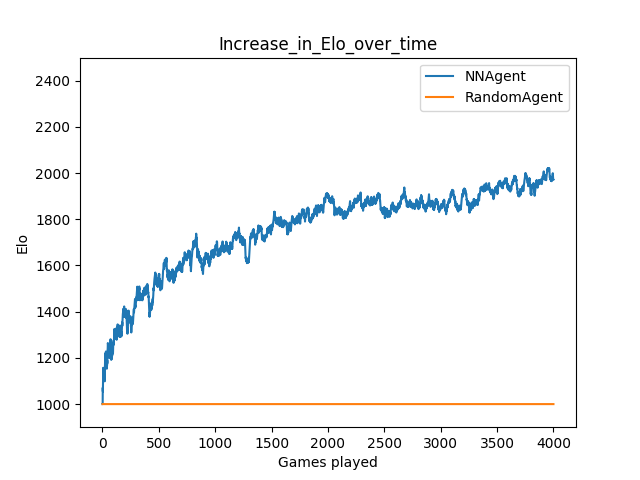 Increase_in_Elo_over_time
NNAgent
RandomAgent
Elo
2400
2200
2000
1800
1600
1400
1200
1000
0 500 1000 1500 2000 2500 3000 3500 4000
Games played